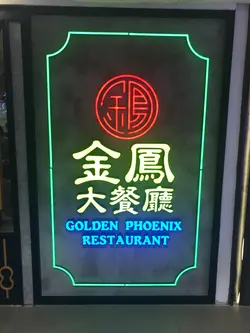 金鳳
大餐廳
GOLDEN PHOENIX
RESTAURANT